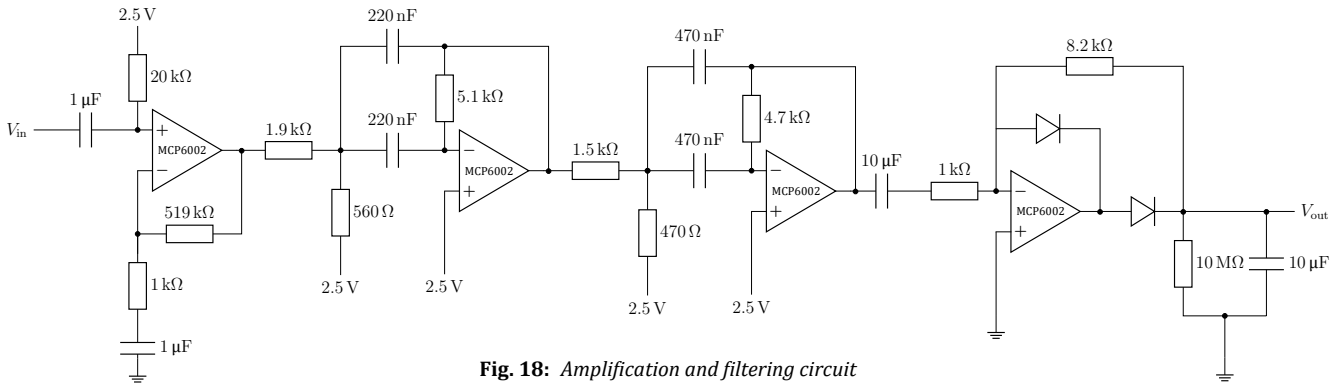 2.5 V
20 kΩ
1 µF
V_in
+
−
MCP6002
519 kΩ
1 kΩ
1 µF
1.9 kΩ
220 nF
220 nF
5.1 kΩ
−
+
MCP6002
560 Ω
2.5 V
2.5 V
1.5 kΩ
470 nF
470 nF
4.7 kΩ
−
+
MCP6002
470 Ω
2.5 V
2.5 V
10 µF
1 kΩ
8.2 kΩ
−
+
MCP6002
V_out
10 MΩ
10 µF
Fig. 18: Amplification and filtering circuit